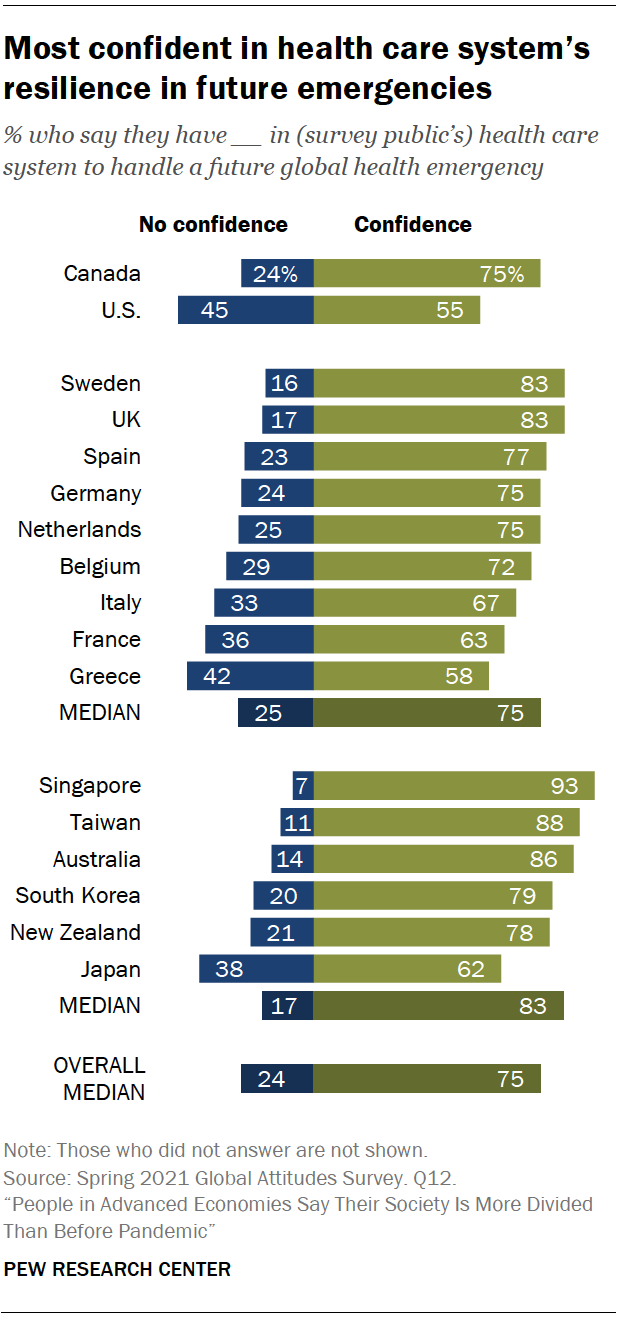 Most confident in health care system’s
resilience in future emergencies
% who say they have __ in (survey public’s) health care
system to handle a future global health emergency
No confidence Confidence
Canada 24% 75%
U.S. 45 55
Sweden 16 83
UK 17 83
Spain 23 77
Germany 24 75
Netherlands 25 75
Belgium 29 72
Italy 33 67
France 36 63
Greece 42 58
MEDIAN 25 75
Singapore 7 93
Taiwan 11 88
Australia 14 86
South Korea 20 79
New Zealand 21 78
Japan 38 62
MEDIAN 17 83
OVERALL
MEDIAN 24 75
Note: Those who did not answer are not shown.
Source: Spring 2021 Global Attitudes Survey. Q12.
“People in Advanced Economies Say Their Society Is More Divided
Than Before Pandemic”
PEW RESEARCH CENTER